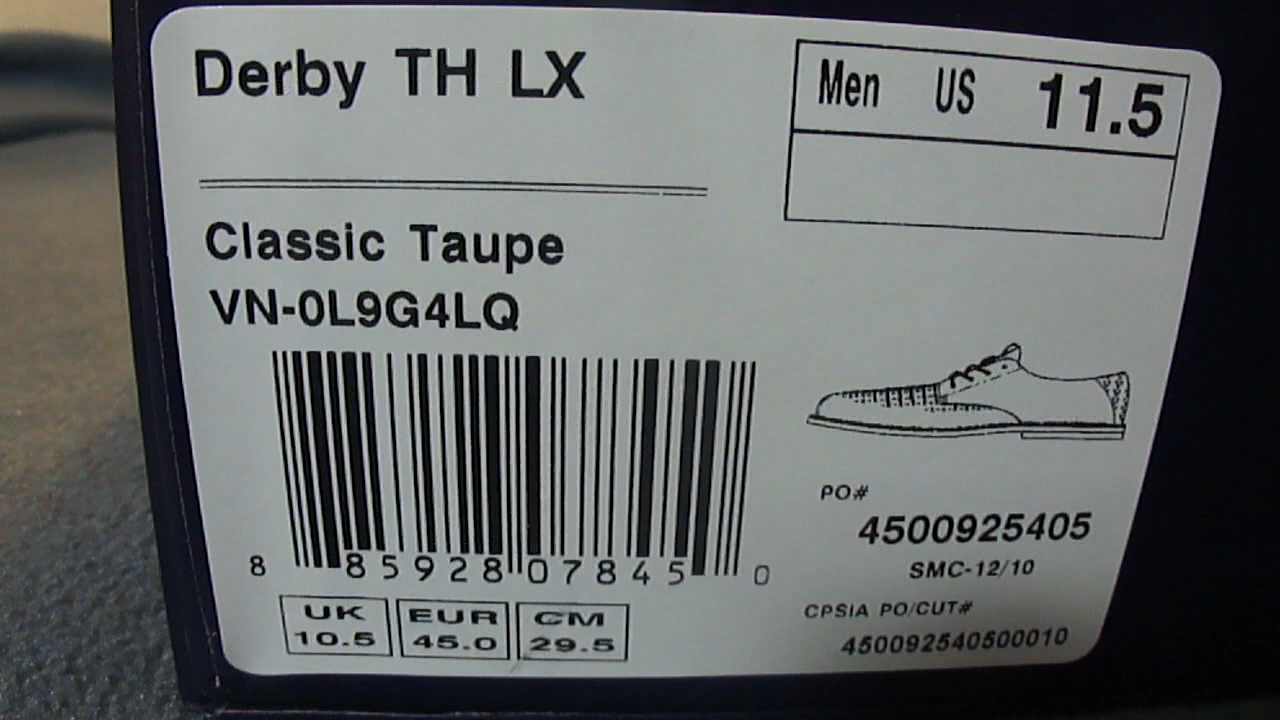 Derby TH LX
Men US 11.5
Classic Taupe
VN-0L9G4LQ
8 85928 07845 0
PO#
4500925405
SMC-12/10
CPSIA PO/CUT#
450092540500010
UK EUR CM
10.5 45.0 29.5